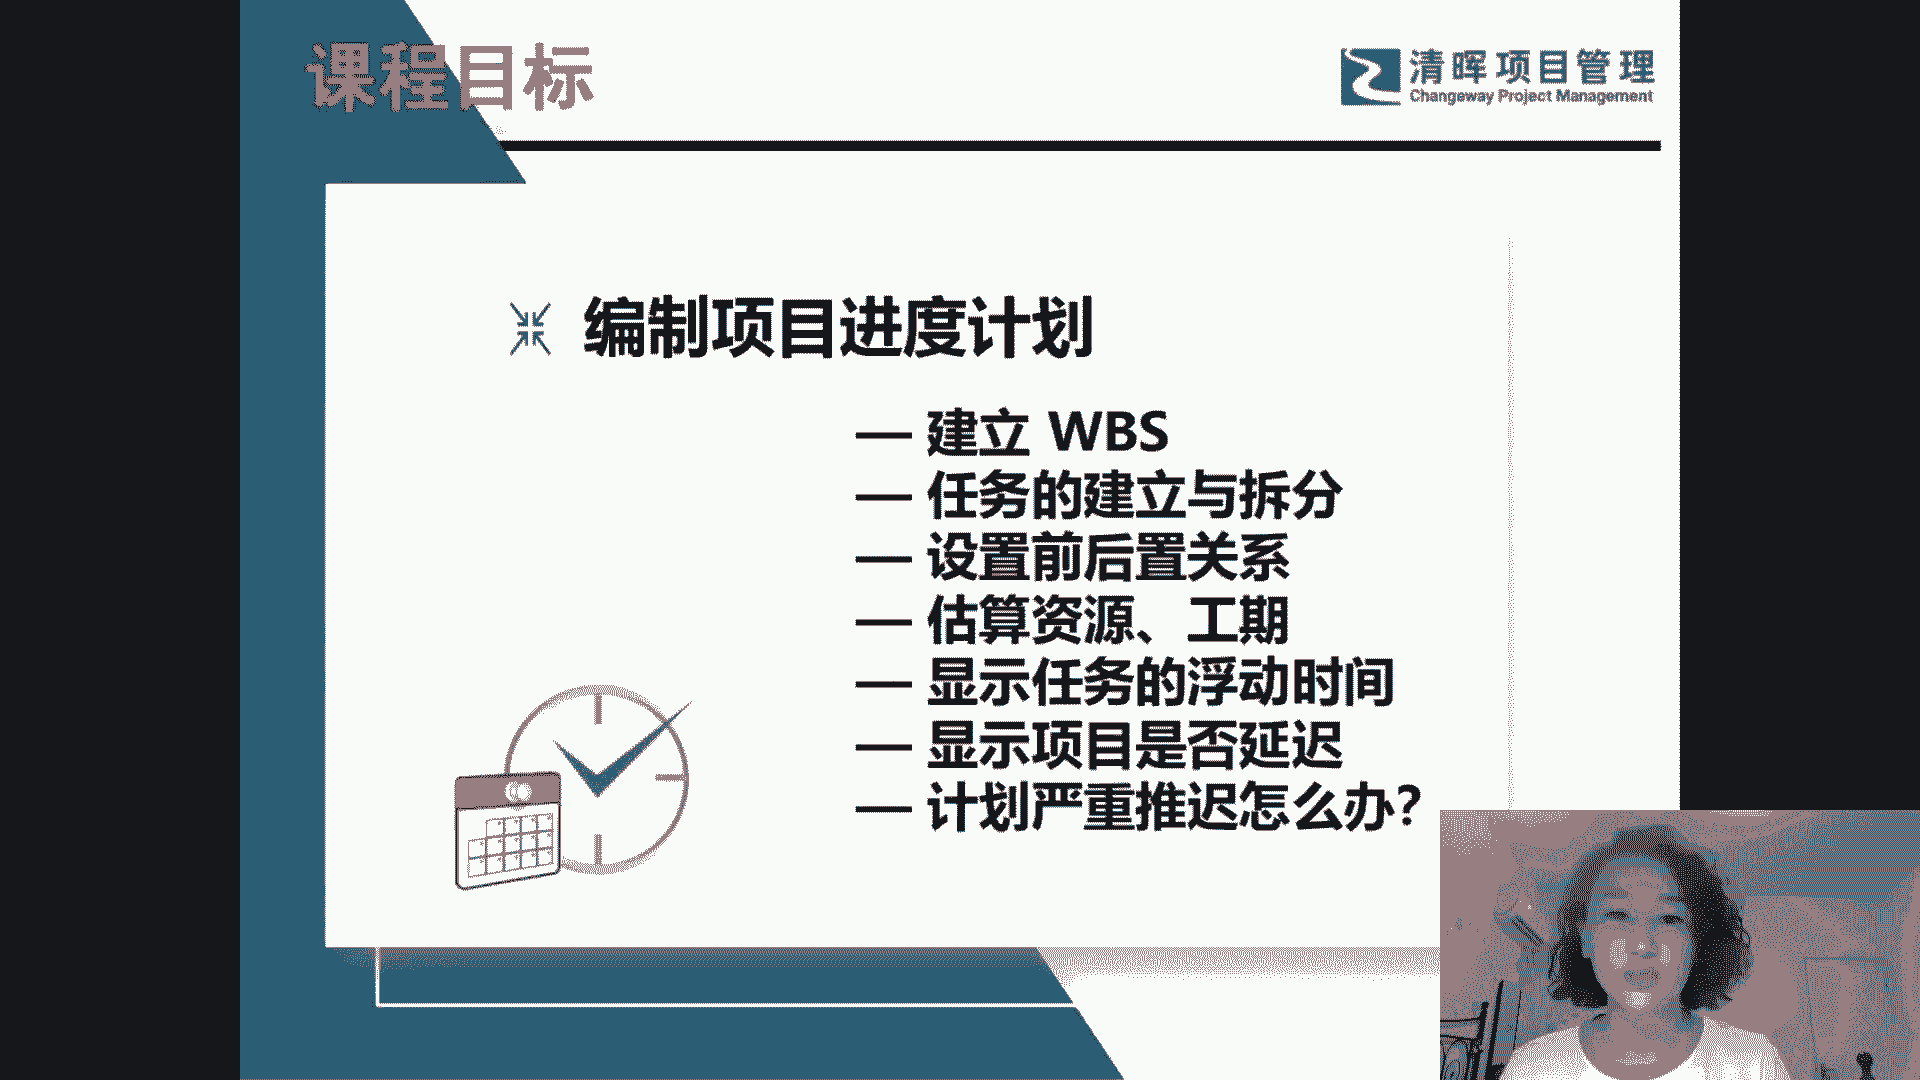 课程目标
清晖项目管理
Changeway Project Management
编制项目进度计划
— 建立 WBS
— 任务的建立与拆分
— 设置前后置关系
— 估算资源、工期
— 显示任务的浮动时间
— 显示项目是否延迟
— 计划严重推迟怎么办?